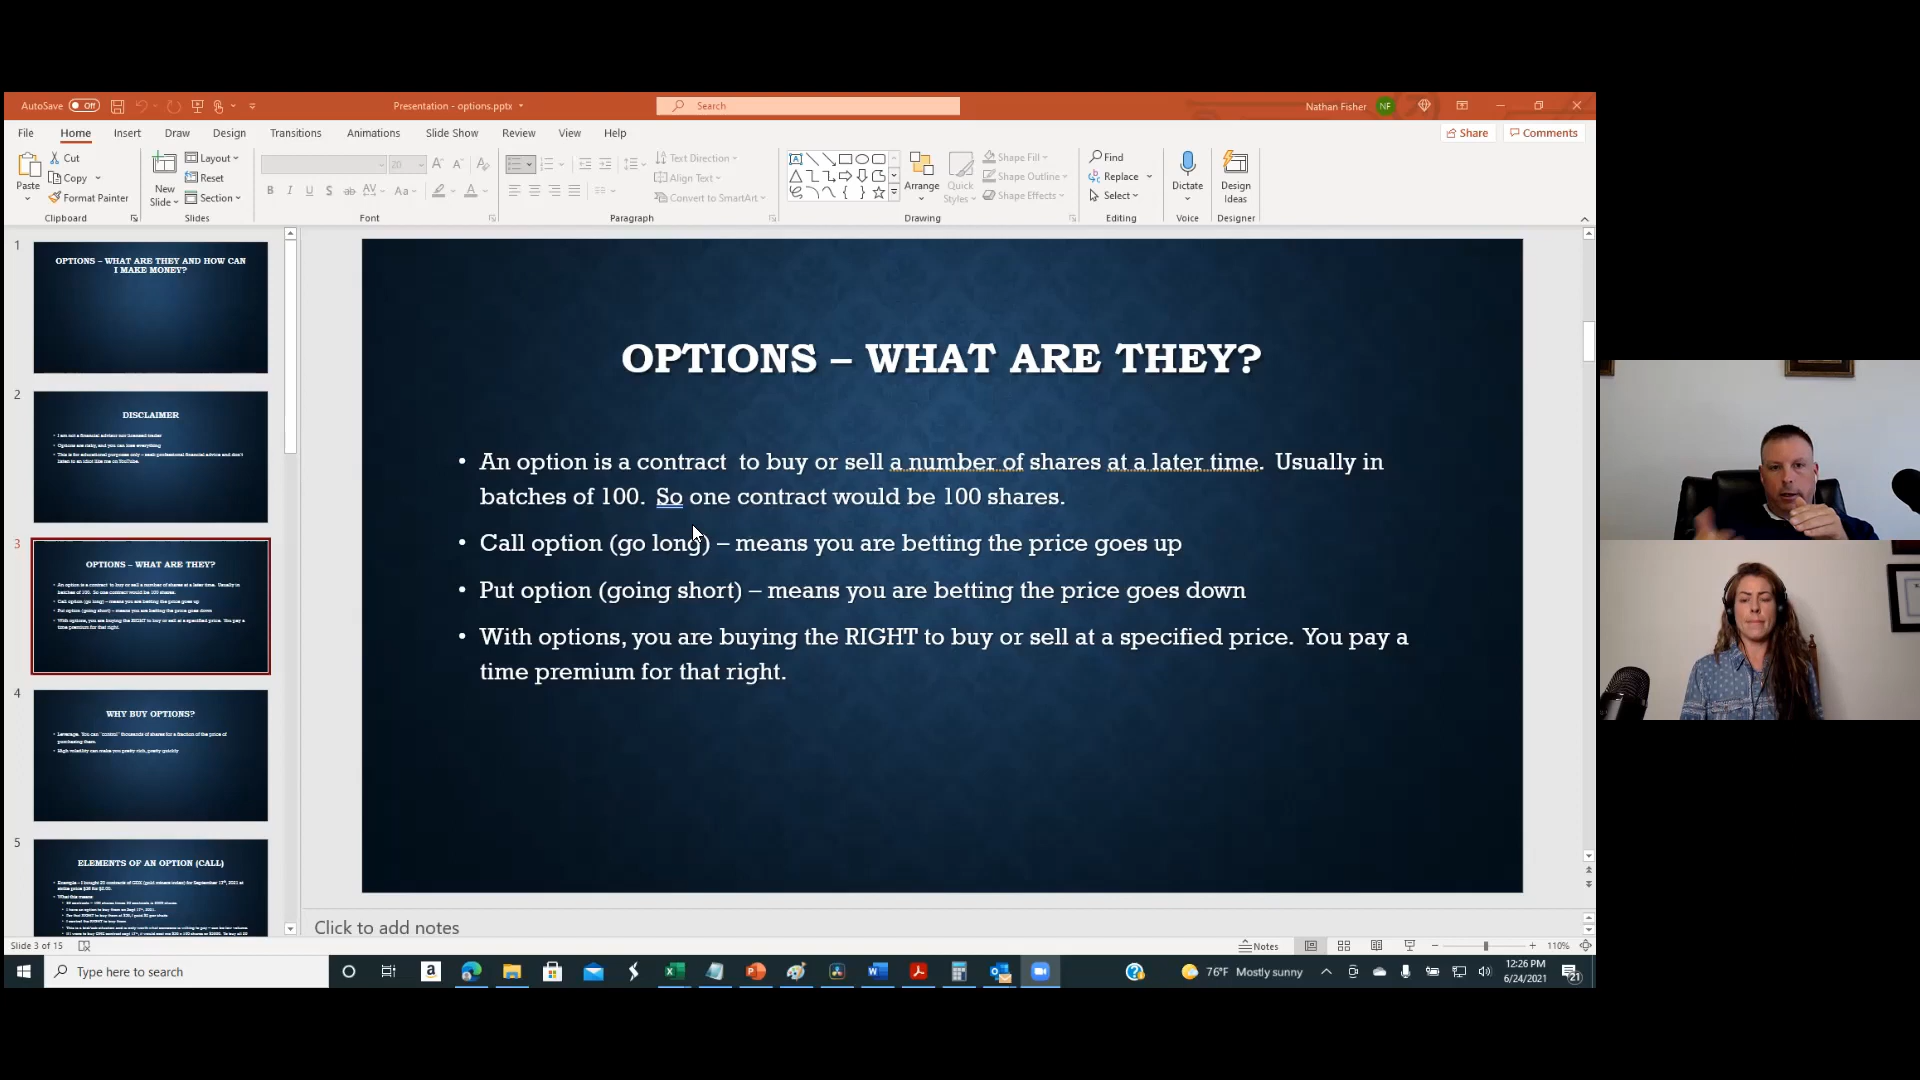 AutoSave Off
Presentation - options.pptx
Search
Nathan Fisher NF
File Home Insert Draw Design Transitions Animations Slide Show Review View Help
Share Comments
Paste
Cut
Copy
Format Painter
Clipboard
New Slide
Layout
Reset
Section
Slides
20
Font
Text Direction
Align Text
Convert to SmartArt
Paragraph
Arrange
Quick Styles
Shape Fill
Shape Outline
Shape Effects
Drawing
Find
Replace
Select
Editing
Dictate
Voice
Design Ideas
Designer
1
OPTIONS – WHAT ARE THEY AND HOW CAN
I MAKE MONEY?
2
DISCLAIMER
I am not a financial advisor nor licensed trader
Options are risky, and you can lose everything
This is for educational purposes only – seek professional financial advice and don't
listen to an idiot like me on YouTube.
3
OPTIONS – WHAT ARE THEY?
An option is a contract to buy or sell a number of shares at a later time. Usually in
batches of 100. So one contract would be 100 shares.
Call option (go long) – means you are betting the price goes up
Put option (going short) – means you are betting the price goes down
With options, you are buying the RIGHT to buy or sell at a specified price. You pay a
time premium for that right.
4
WHY BUY OPTIONS?
Leverage. You can "control" thousands of shares for a fraction of the price of
purchasing them.
High volatility can make you pretty rich, pretty quickly
5
ELEMENTS OF AN OPTION (CALL)
What this means
OPTIONS – WHAT ARE THEY?
• An option is a contract to buy or sell a number of shares at a later time. Usually in
batches of 100. So one contract would be 100 shares.
• Call option (go long) – means you are betting the price goes up
• Put option (going short) – means you are betting the price goes down
• With options, you are buying the RIGHT to buy or sell at a specified price. You pay a
time premium for that right.
Click to add notes
Slide 3 of 15
Notes
110%
Type here to search
76°F Mostly sunny
12:26 PM
6/24/2021
21